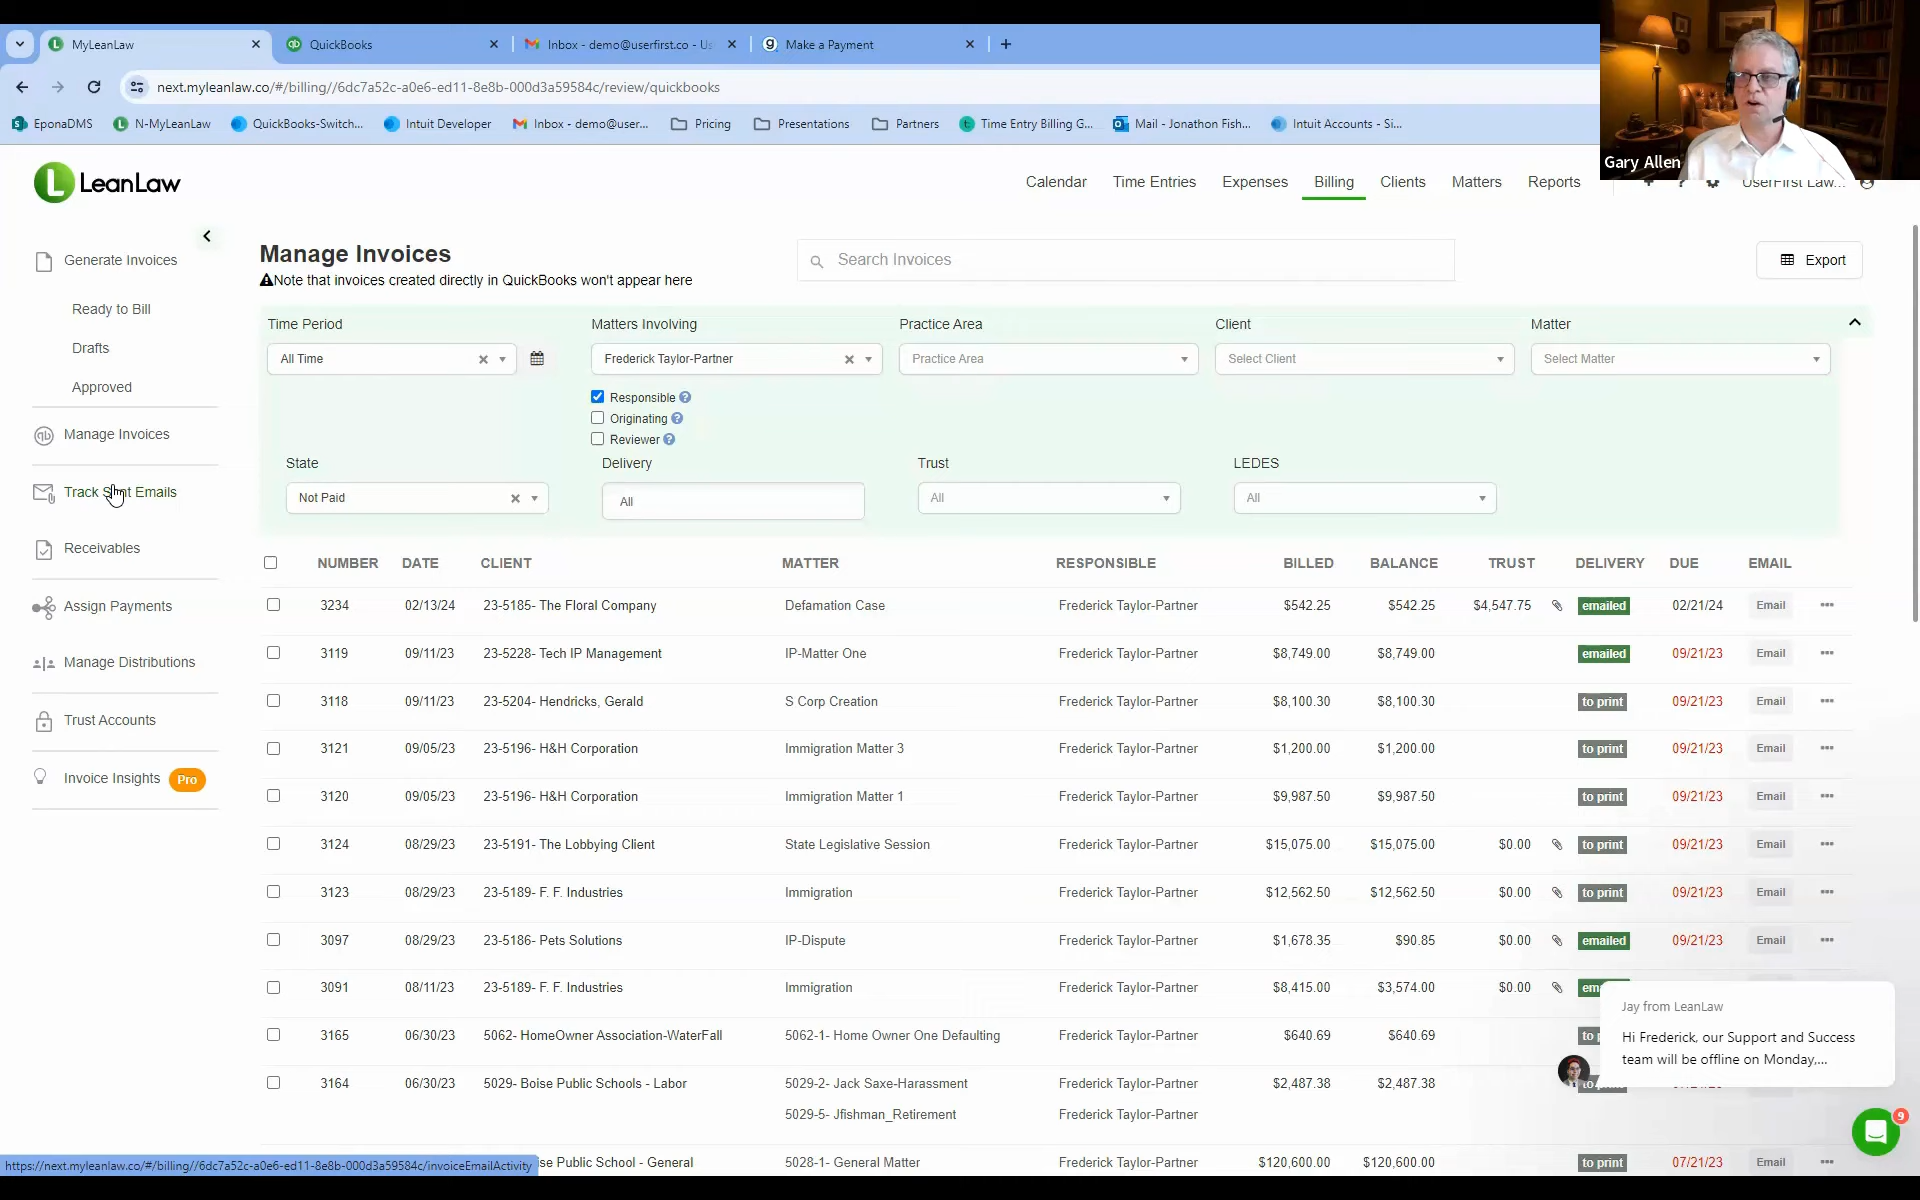 MyLeanLaw
QuickBooks
Inbox - demo@userfirst.co - Us
Make a Payment
next.myleanlaw.co/#/billing//6dc7a52c-a0e6-ed11-8e8b-000d3a59584c/review/quickbooks
EponaDMS
N-MyLeanLaw
QuickBooks-Switch...
Intuit Developer
Inbox - demo@user...
Pricing
Presentations
Partners
Time Entry Billing G...
Mail - Jonathon Fish...
Intuit Accounts - Si...
Gary Allen
LeanLaw
Calendar
Time Entries
Expenses
Billing
Clients
Matters
Reports
UserFirst Law...
Generate Invoices
Ready to Bill
Drafts
Approved
Manage Invoices
Track Sent Emails
Receivables
Assign Payments
Manage Distributions
Trust Accounts
Invoice Insights Pro
Manage Invoices
Note that invoices created directly in QuickBooks won't appear here
Search Invoices
Export
Time Period
Matters Involving
Practice Area
Client
Matter
All Time
Frederick Taylor-Partner
Practice Area
Select Client
Select Matter
Responsible
Originating
Reviewer
State
Delivery
Trust
LEDES
Not Paid
All
All
All
NUMBER DATE CLIENT MATTER RESPONSIBLE BILLED BALANCE TRUST DELIVERY DUE EMAIL
3234 02/13/24 23-5185- The Floral Company Defamation Case Frederick Taylor-Partner $542.25 $542.25 $4,547.75 emailed 02/21/24 Email
3119 09/11/23 23-5228- Tech IP Management IP-Matter One Frederick Taylor-Partner $8,749.00 $8,749.00 emailed 09/21/23 Email
3118 09/11/23 23-5204- Hendricks, Gerald S Corp Creation Frederick Taylor-Partner $8,100.30 $8,100.30 to print 09/21/23 Email
3121 09/05/23 23-5196- H&H Corporation Immigration Matter 3 Frederick Taylor-Partner $1,200.00 $1,200.00 to print 09/21/23 Email
3120 09/05/23 23-5196- H&H Corporation Immigration Matter 1 Frederick Taylor-Partner $9,987.50 $9,987.50 to print 09/21/23 Email
3124 08/29/23 23-5191- The Lobbying Client State Legislative Session Frederick Taylor-Partner $15,075.00 $15,075.00 $0.00 to print 09/21/23 Email
3123 08/29/23 23-5189- F. F. Industries Immigration Frederick Taylor-Partner $12,562.50 $12,562.50 $0.00 to print 09/21/23 Email
3097 08/29/23 23-5186- Pets Solutions IP-Dispute Frederick Taylor-Partner $1,678.35 $90.85 $0.00 emailed 09/21/23 Email
3091 08/11/23 23-5189- F. F. Industries Immigration Frederick Taylor-Partner $8,415.00 $3,574.00 $0.00
3165 06/30/23 5062- HomeOwner Association-WaterFall 5062-1- Home Owner One Defaulting Frederick Taylor-Partner $640.69 $640.69
3164 06/30/23 5029- Boise Public Schools - Labor 5029-2- Jack Saxe-Harassment Frederick Taylor-Partner $2,487.38 $2,487.38
5029-5- Jfishman_Retirement Frederick Taylor-Partner
ise Public School - General 5028-1- General Matter Frederick Taylor-Partner $120,600.00 $120,600.00 to print 07/21/23 Email
Jay from LeanLaw
Hi Frederick, our Support and Success
team will be offline on Monday,...
9
https://next.myleanlaw.co/#/billing//6dc7a52c-a0e6-ed11-8e8b-000d3a59584c/invoiceEmailActivity